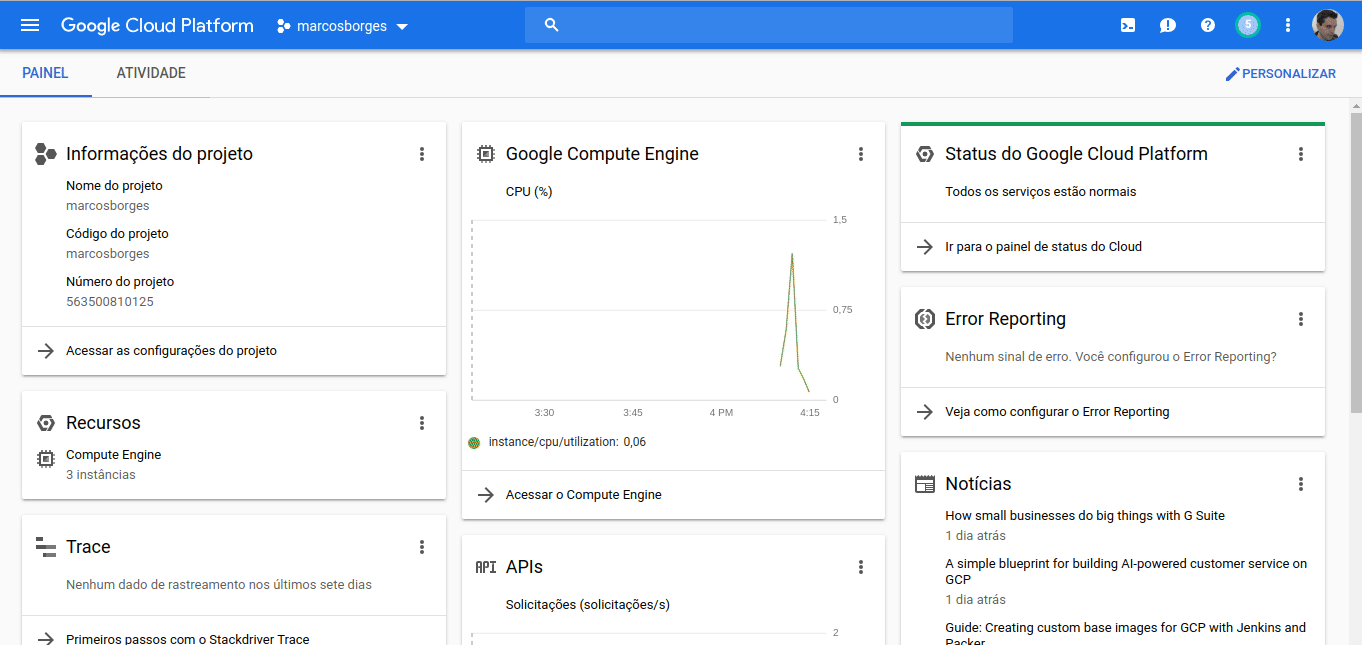 Google Cloud Platform
marcosborges
5
PAINEL
ATIVIDADE
PERSONALIZAR
Informações do projeto
Nome do projeto
marcosborges
Código do projeto
marcosborges
Número do projeto
563500810125
Acessar as configurações do projeto
Recursos
Compute Engine
3 instâncias
Trace
Nenhum dado de rastreamento nos últimos sete dias
Primeiros passos com o Stackdriver Trace
Google Compute Engine
CPU (%)
1,5
0,75
0
3:30
3:45
4 PM
4:15
instance/cpu/utilization: 0,06
Acessar o Compute Engine
API
APIs
Solicitações (solicitações/s)
2
Status do Google Cloud Platform
Todos os serviços estão normais
Ir para o painel de status do Cloud
Error Reporting
Nenhum sinal de erro. Você configurou o Error Reporting?
Veja como configurar o Error Reporting
Notícias
How small businesses do big things with G Suite
1 dia atrás
A simple blueprint for building AI-powered customer service on
GCP
1 dia atrás
Guide: Creating custom base images for GCP with Jenkins and
Packer